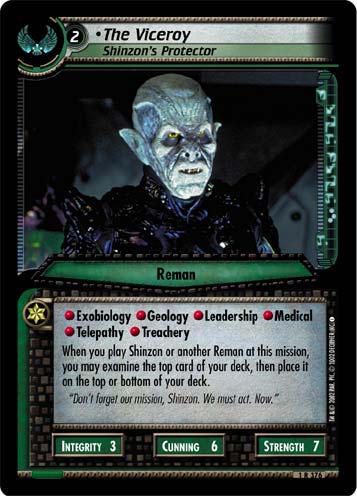 2
•The Viceroy
Shinzon's Protector
Reman
Exobiology Geology Leadership Medical
Telepathy Treachery
When you play Shinzon or another Reman at this mission,
you may examine the top card of your deck, then place it
on the top or bottom of your deck.
"Don't forget our mission, Shinzon. We must act. Now."
INTEGRITY 3 CUNNING 6 STRENGTH 7
1 R 376